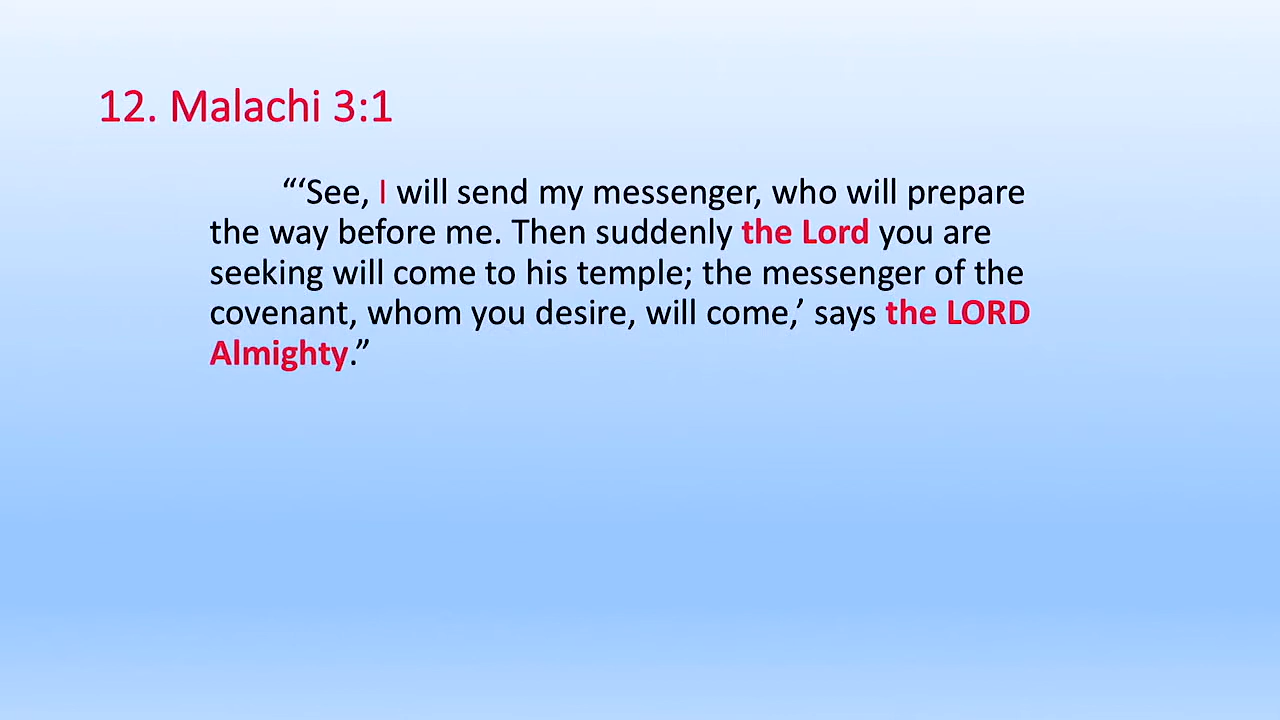 12. Malachi 3:1
“‘See, I will send my messenger, who will prepare
the way before me. Then suddenly the Lord you are
seeking will come to his temple; the messenger of the
covenant, whom you desire, will come,’ says the LORD
Almighty.”